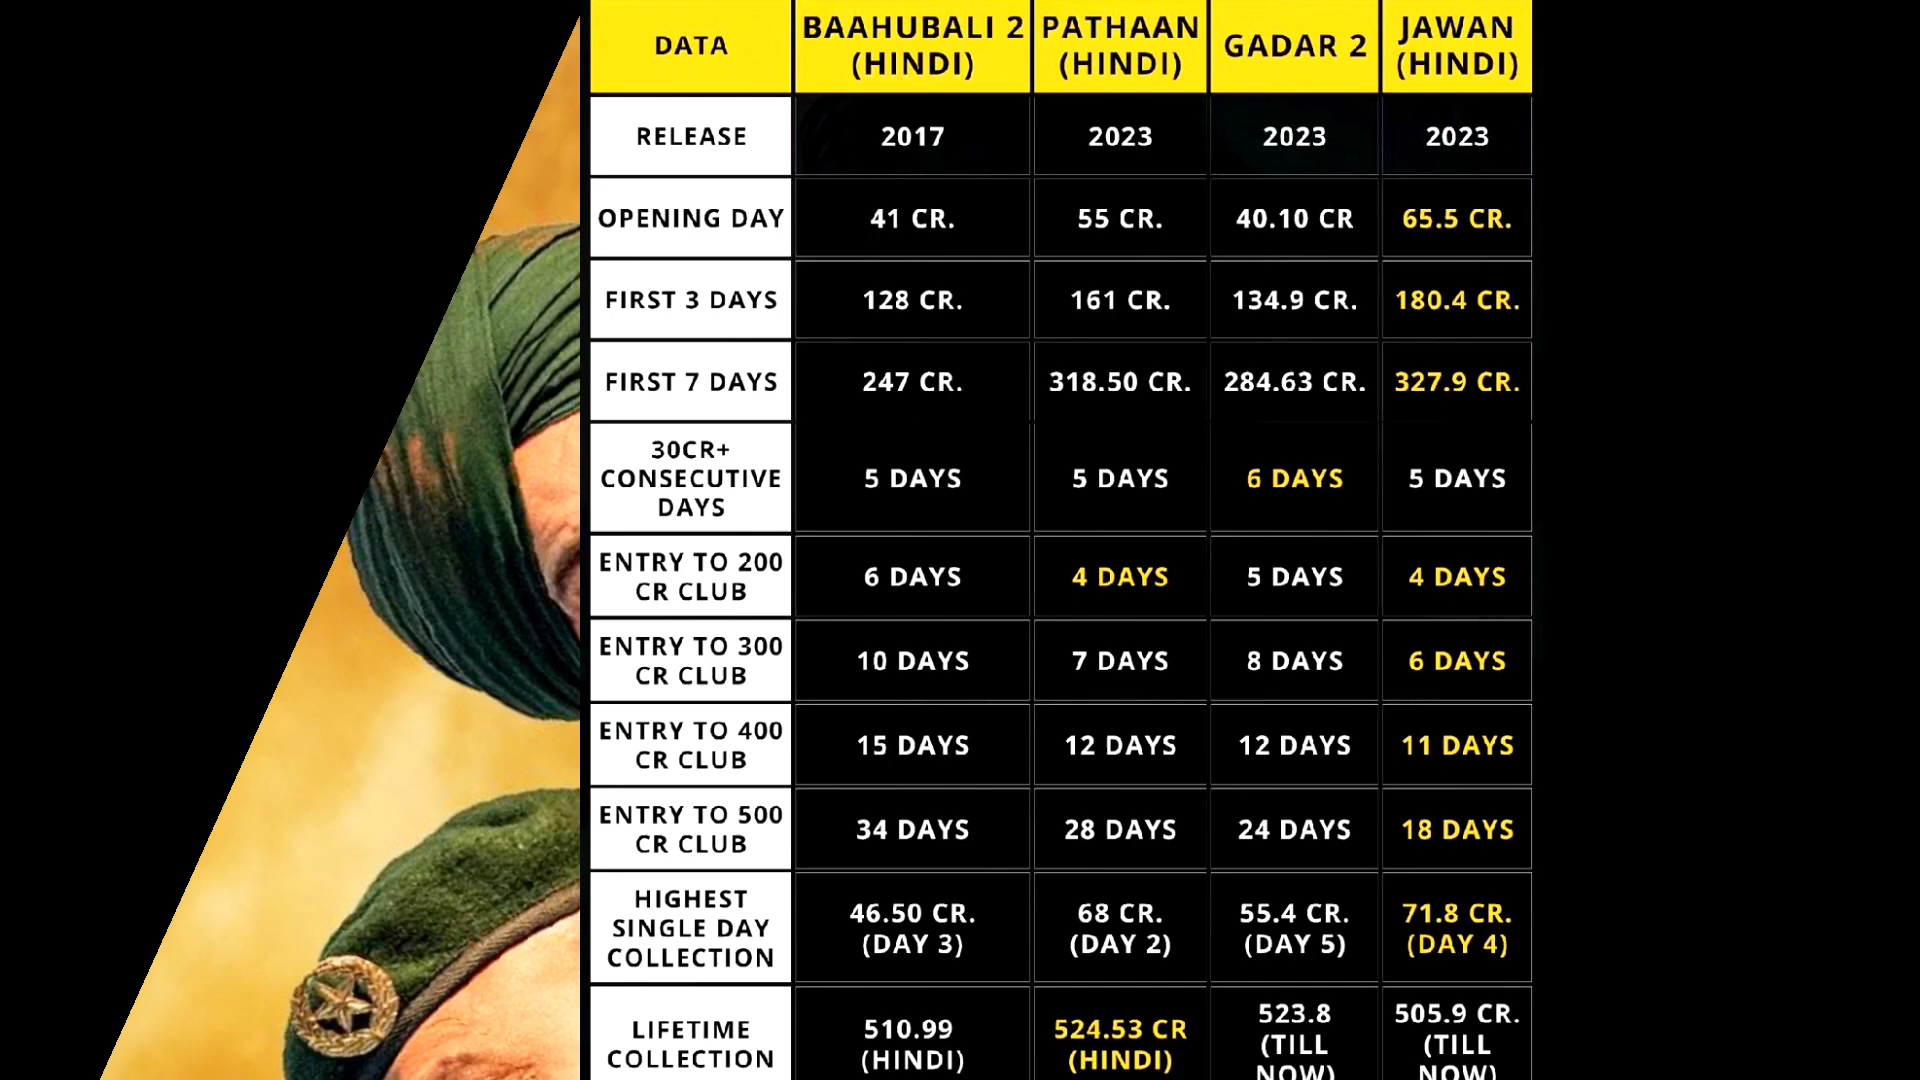 DATA
BAAHUBALI 2
(HINDI)
PATHAAN
(HINDI)
GADAR 2
JAWAN
(HINDI)
RELEASE
2017
2023
2023
2023
OPENING DAY
41 CR.
55 CR.
40.10 CR
65.5 CR.
FIRST 3 DAYS
128 CR.
161 CR.
134.9 CR.
180.4 CR.
FIRST 7 DAYS
247 CR.
318.50 CR.
284.63 CR.
327.9 CR.
30CR+
CONSECUTIVE
DAYS
5 DAYS
5 DAYS
6 DAYS
5 DAYS
ENTRY TO 200
CR CLUB
6 DAYS
4 DAYS
5 DAYS
4 DAYS
ENTRY TO 300
CR CLUB
10 DAYS
7 DAYS
8 DAYS
6 DAYS
ENTRY TO 400
CR CLUB
15 DAYS
12 DAYS
12 DAYS
11 DAYS
ENTRY TO 500
CR CLUB
34 DAYS
28 DAYS
24 DAYS
18 DAYS
HIGHEST
SINGLE DAY
COLLECTION
46.50 CR.
(DAY 3)
68 CR.
(DAY 2)
55.4 CR.
(DAY 5)
71.8 CR.
(DAY 4)
LIFETIME
COLLECTION
510.99
(HINDI)
524.53 CR
(HINDI)
523.8
(TILL
NOW)
505.9 CR.
(TILL
NOW)